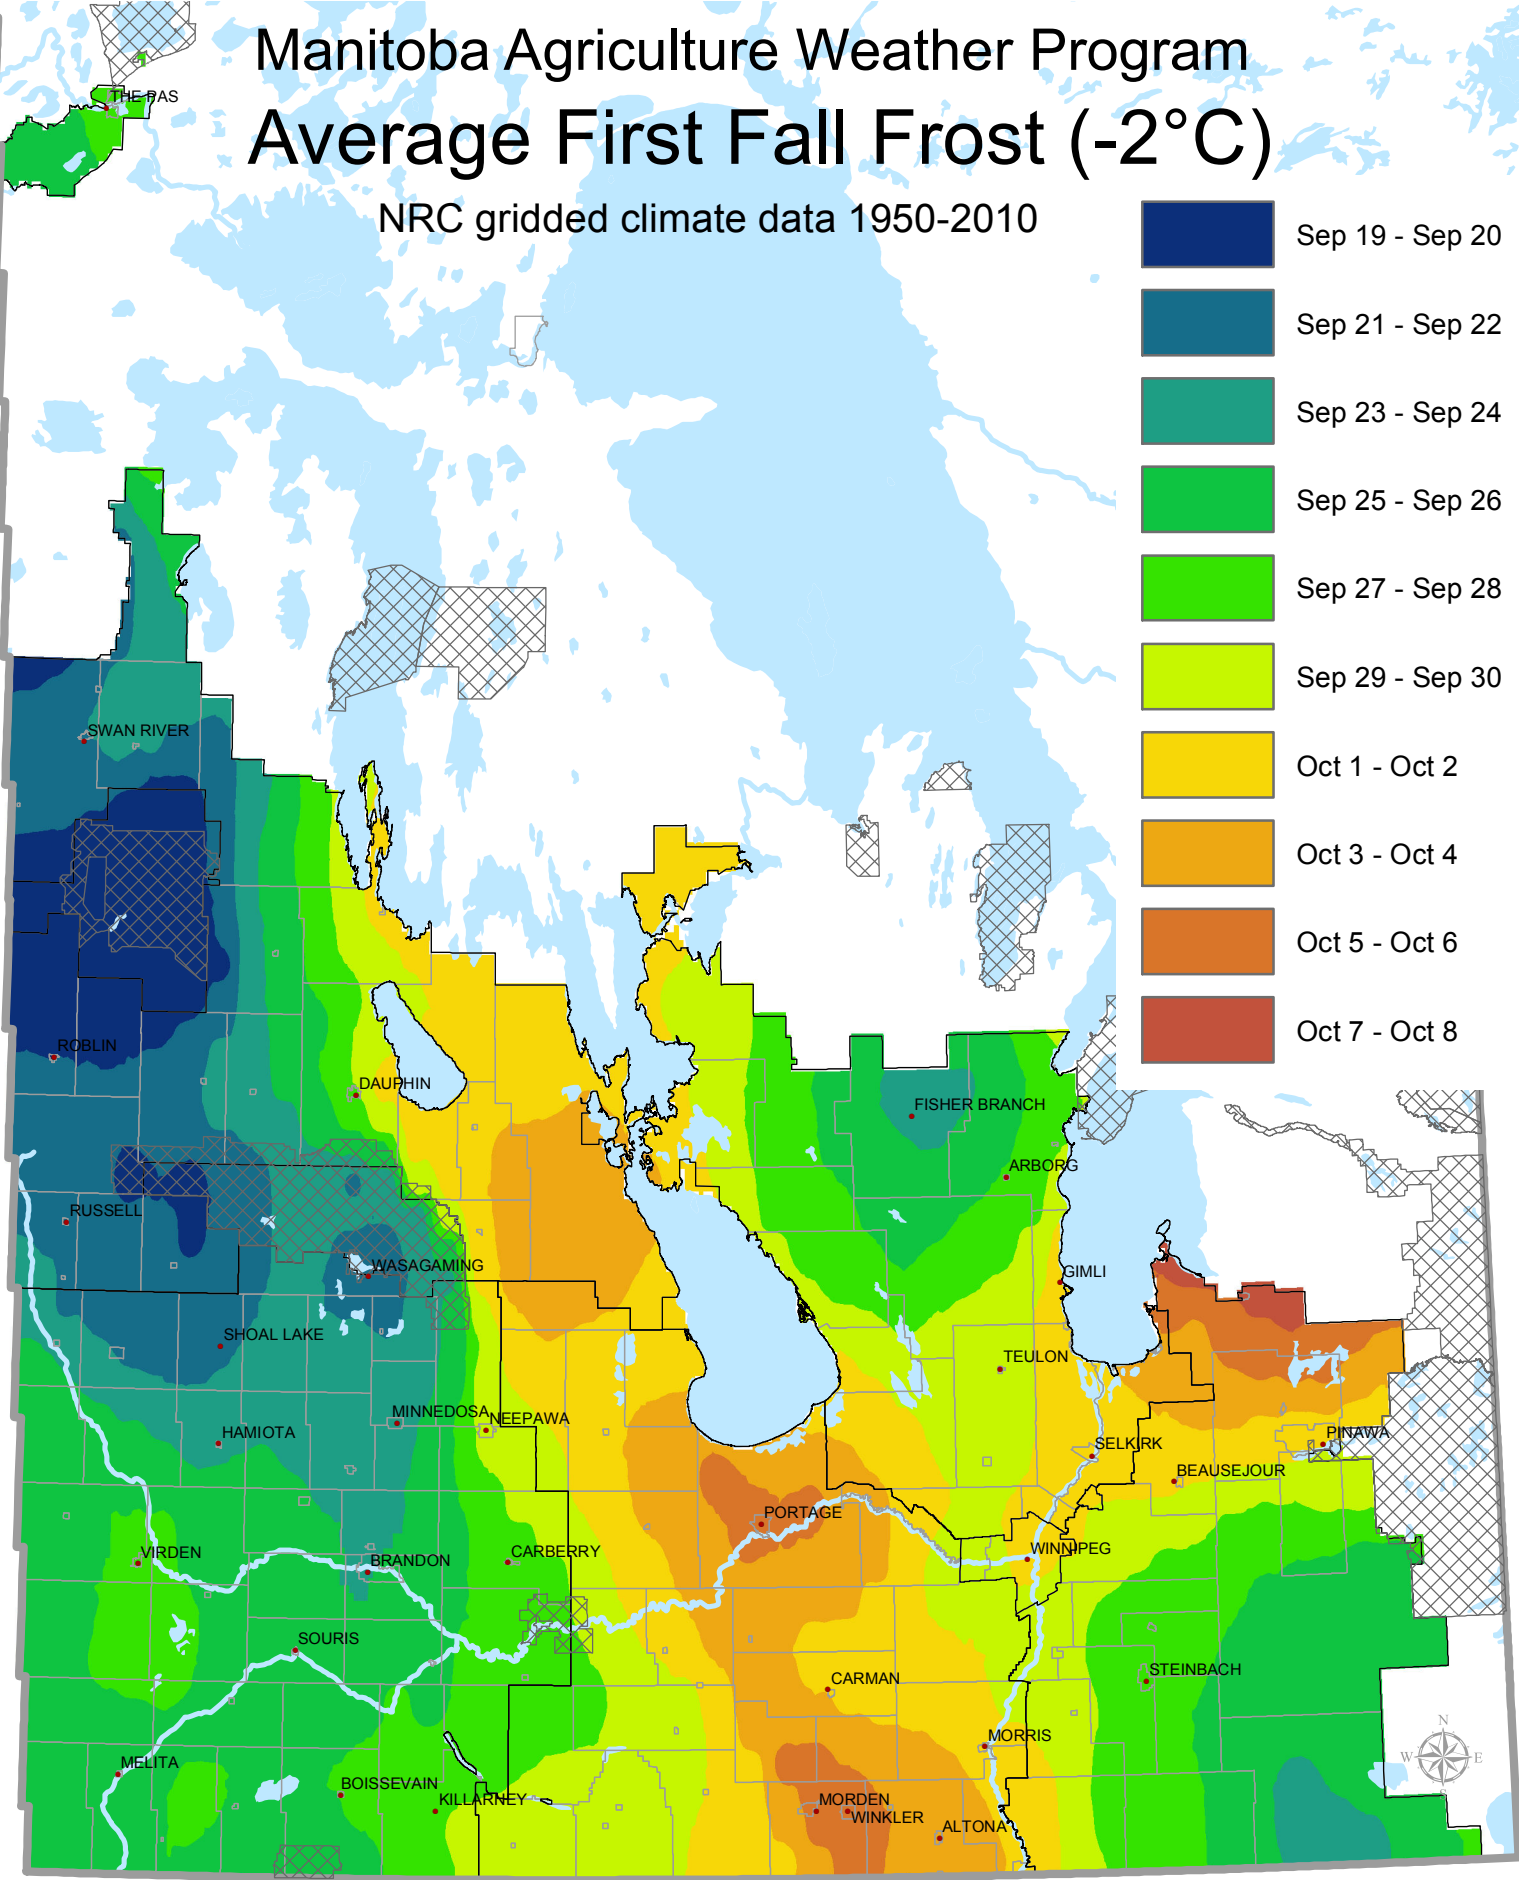 Manitoba Agriculture Weather Program
Average First Fall Frost (-2°C)
NRC gridded climate data 1950-2010
Sep 19 - Sep 20
Sep 21 - Sep 22
Sep 23 - Sep 24
Sep 25 - Sep 26
Sep 27 - Sep 28
Sep 29 - Sep 30
Oct 1 - Oct 2
Oct 3 - Oct 4
Oct 5 - Oct 6
Oct 7 - Oct 8
THE PAS
SWAN RIVER
ROBLIN
DAUPHIN
FISHER BRANCH
ARBORG
RUSSELL
WASAGAMING
GIMLI
SHOAL LAKE
TEULON
MINNEDOSA
NEEPAWA
HAMIOTA
PINAWA
SELKIRK
BEAUSEJOUR
PORTAGE
VIRDEN
BRANDON
CARBERRY
WINNIPEG
SOURIS
STEINBACH
CARMAN
MORRIS
MELITA
BOISSEVAIN
KILLARNEY
MORDEN
WINKLER
ALTONA
N
W
E
S